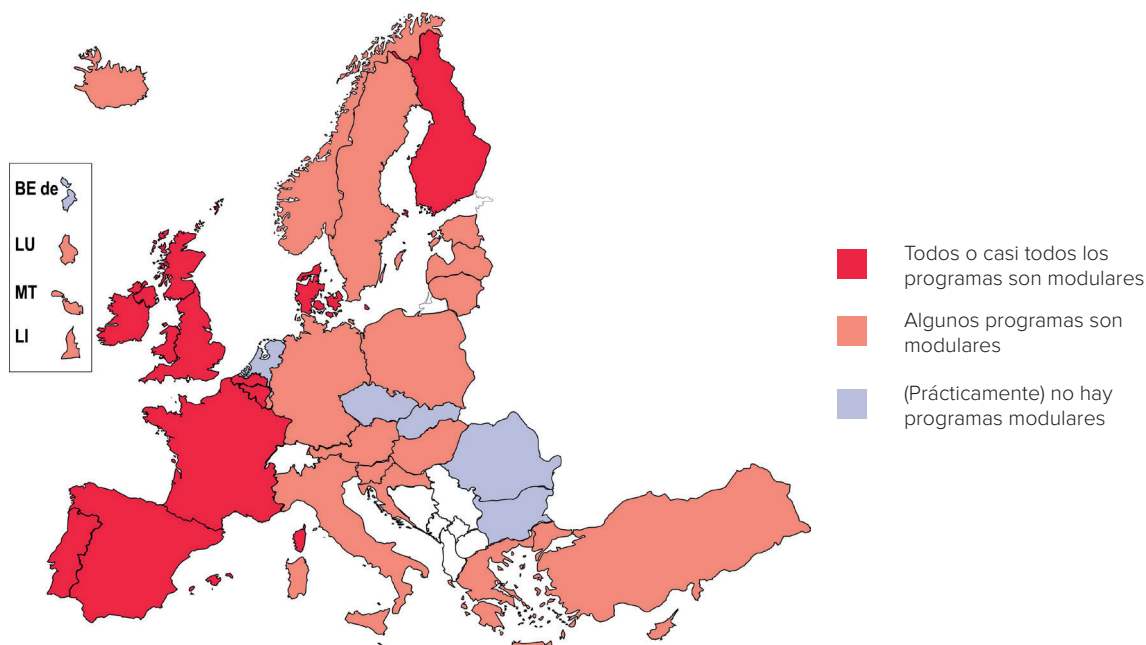 BE de
LU
MT
LI
Todos o casi todos los
programas son modulares
Algunos programas son
modulares
(Prácticamente) no hay
programas modulares